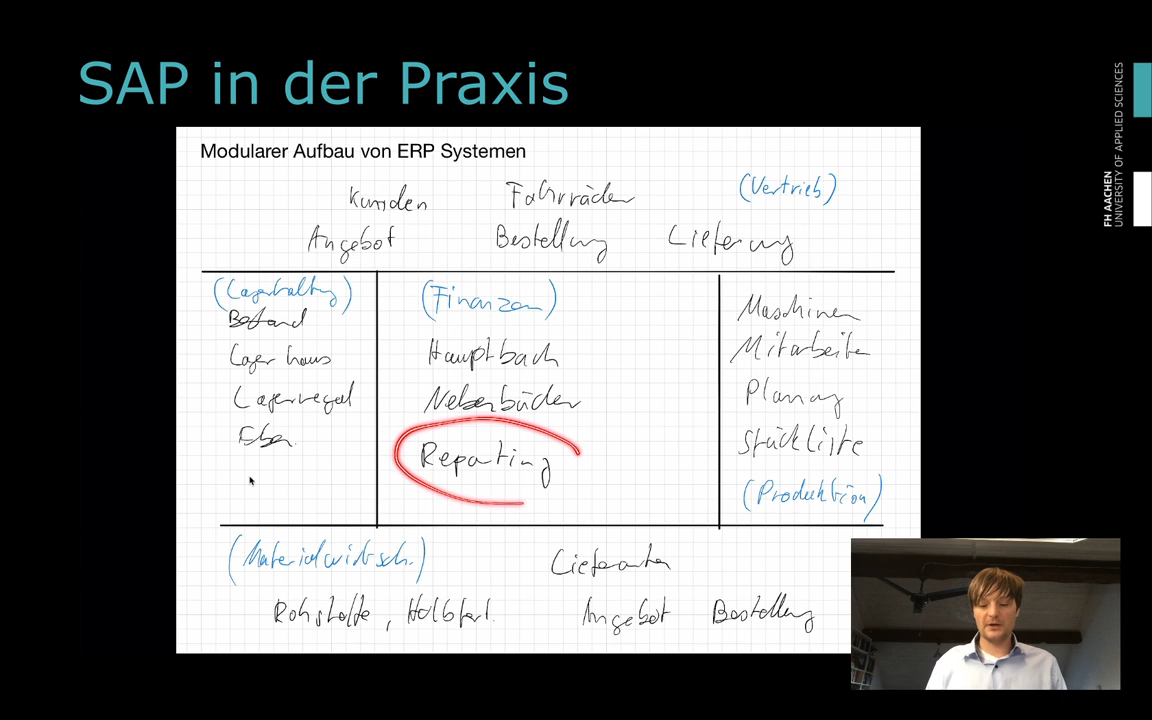 SAP in der Praxis
FH AACHEN
UNIVERSITY OF APPLIED SCIENCES
Modularer Aufbau von ERP Systemen
Kunden Fahrräder (Vertrieb)
Angebot Bestellung Lieferung
(Lagerhaltung)
Bestand
Lagerhaus
Lagerregal
(Finanzen)
Hauptbuch
Nebenbücher
Reporting
Maschinen
Mitarbeiter
Planung
Stückliste
(Produktion)
(Materialwirtsch.) Lieferanten
Rohstoffe, Halbfert. Angebot Bestellung